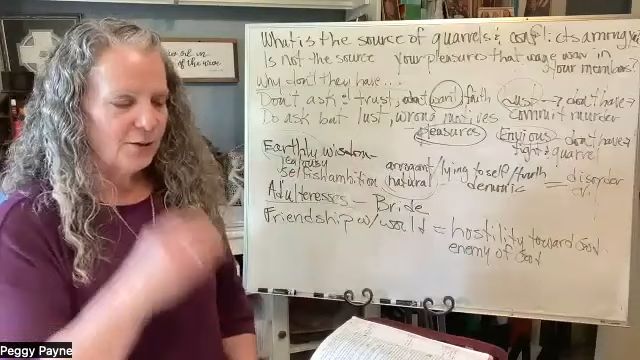 What is the source of quarrels & conflicts among
Is not the source your pleasures that wage war in
your members?
Why don't they have...
Don't ask :: trust, don't want faith Lust → don't have →
Do ask but lust, wrong motives commit murder
pleasures Envious don't have →
fight & quarrel
Earthly wisdom-
jealousy
selfish ambition
arrogant/lying to self/truth
natural demonic = disorder
Adulteresses - Bride
Friendship w/ world = hostility toward God.
enemy of God
Peggy Payne